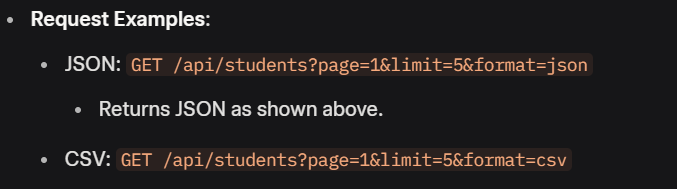 Request Examples:
JSON: GET /api/students?page=1&limit=5&format=json
Returns JSON as shown above.
CSV: GET /api/students?page=1&limit=5&format=csv